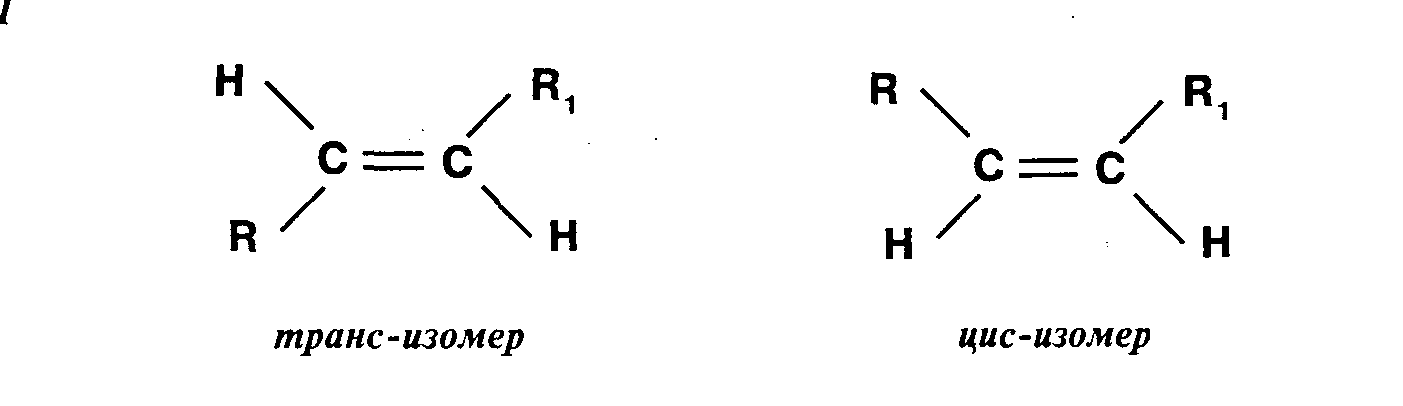 H R₁ R R₁
C = C C = C
R H H H
транс-изомер цис-изомер